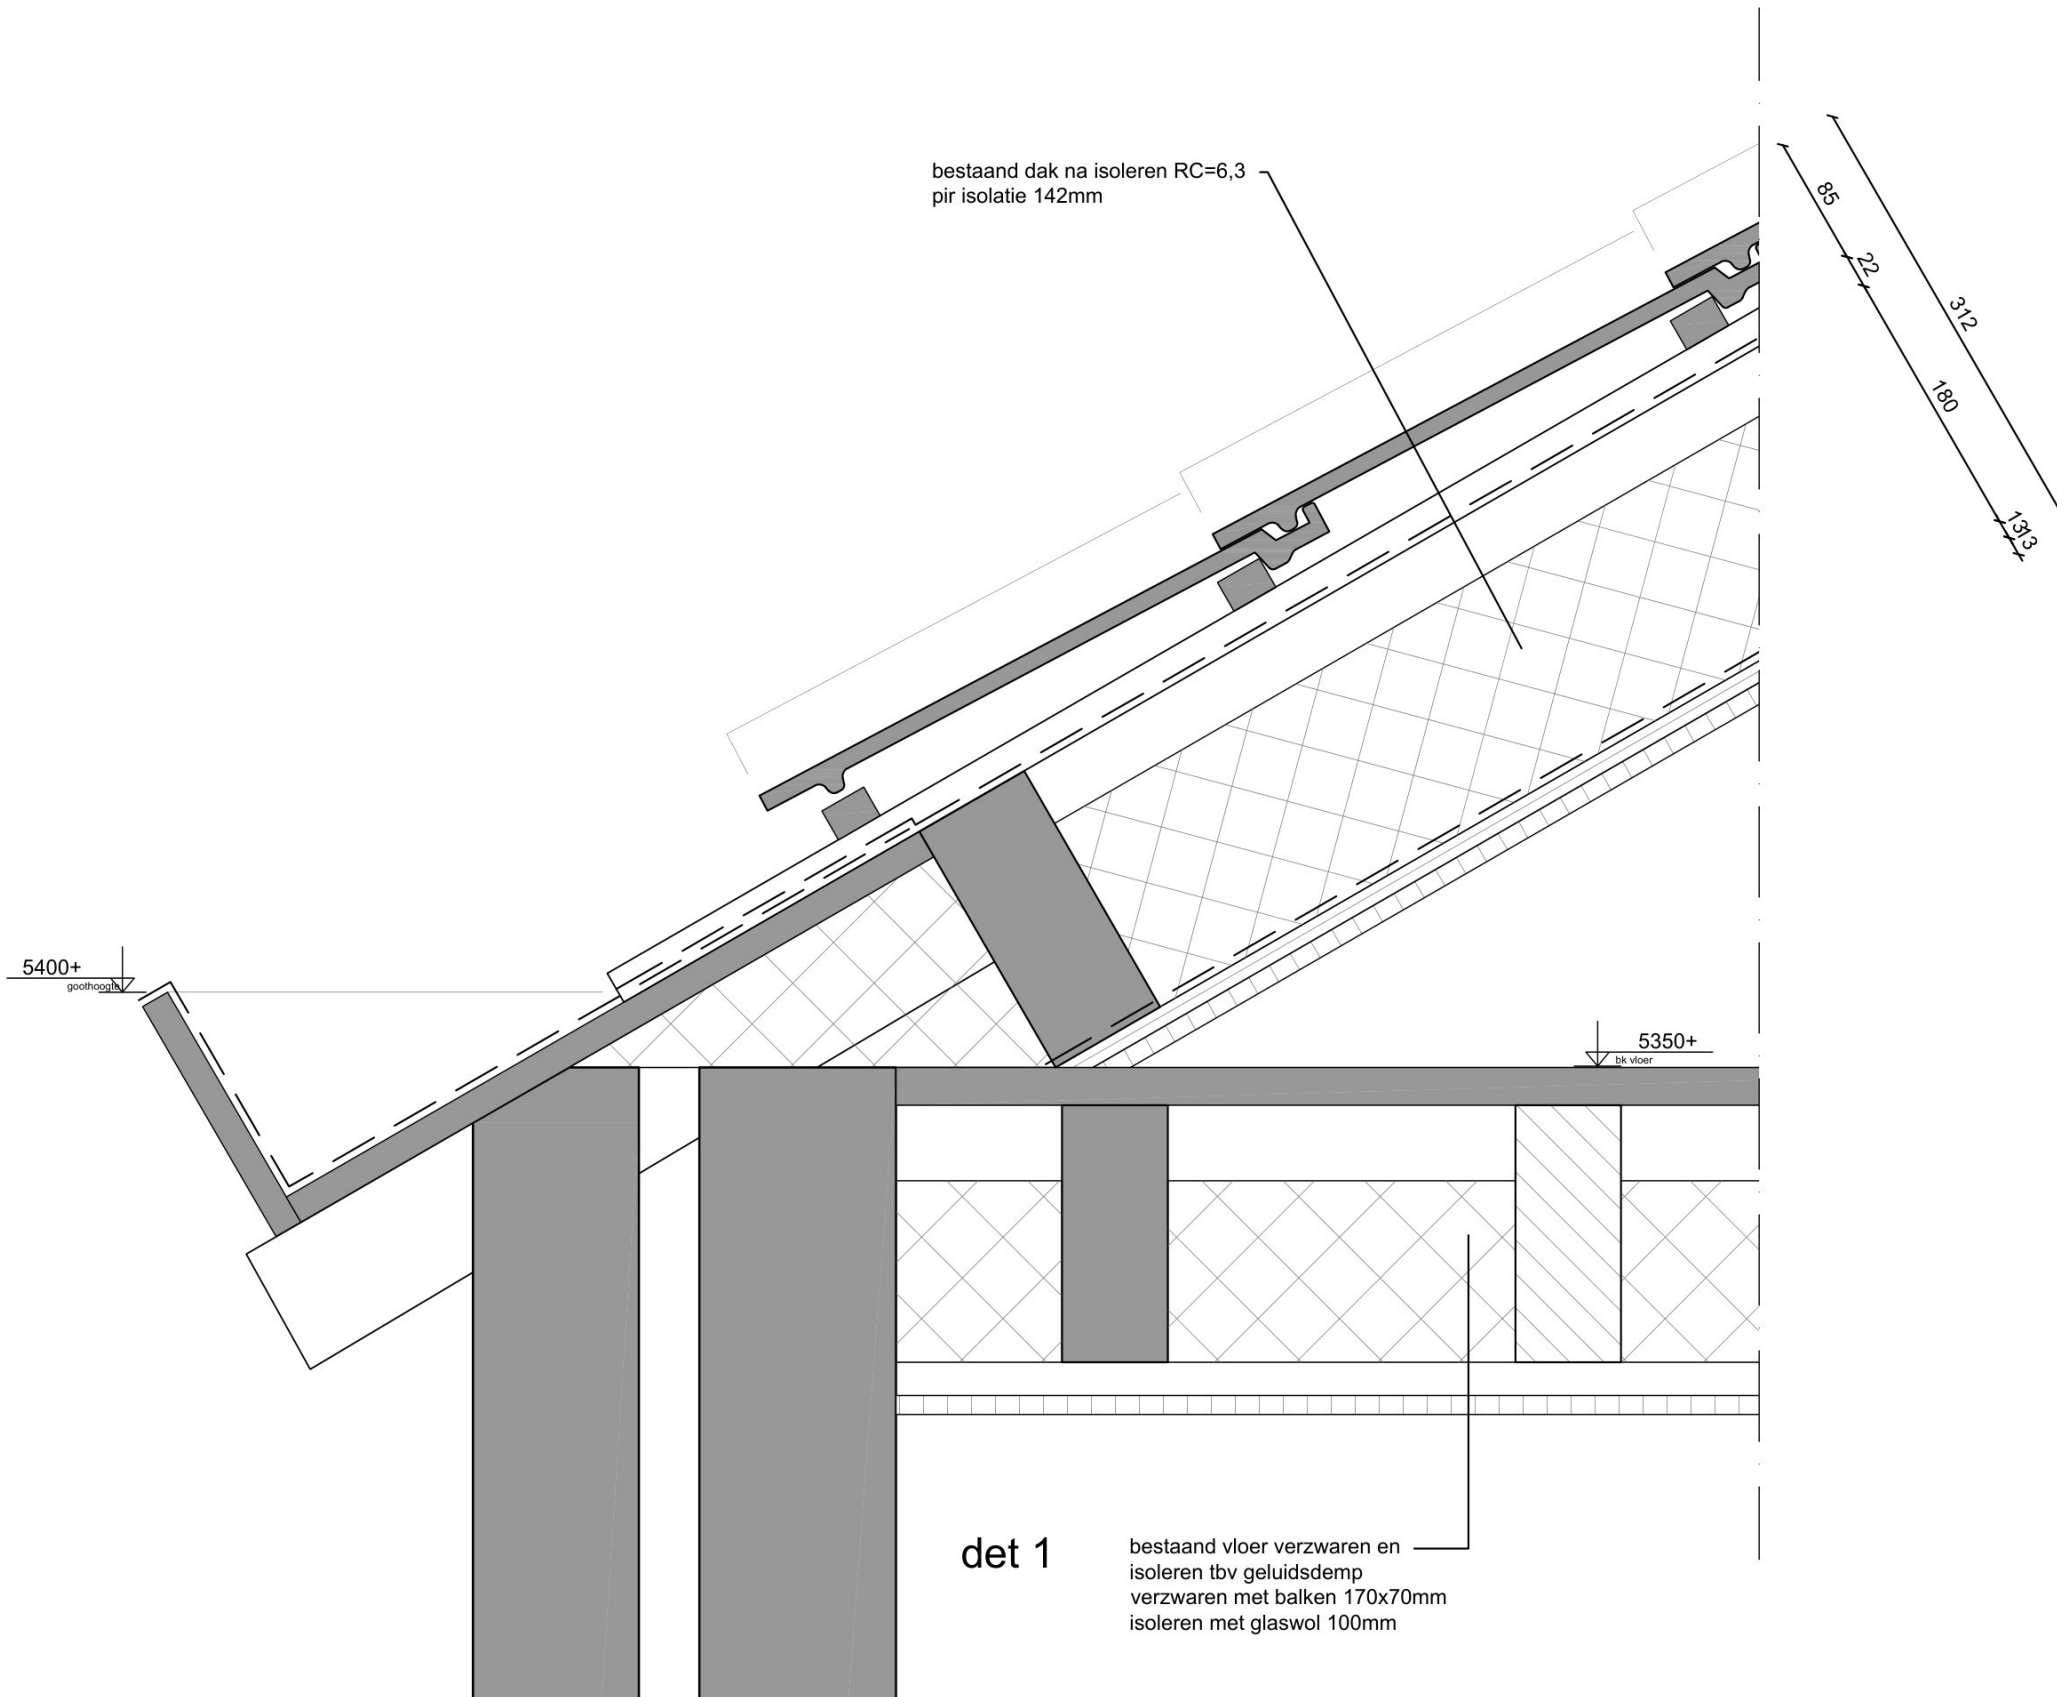 bestaand dak na isoleren RC=6,3
pir isolatie 142mm
85
22
312
180
13
13
5400+
goothoogte
5350+
bk vloer
det 1
bestaand vloer verzwaren en
isoleren tbv geluidsdemp
verzwaren met balken 170x70mm
isoleren met glaswol 100mm